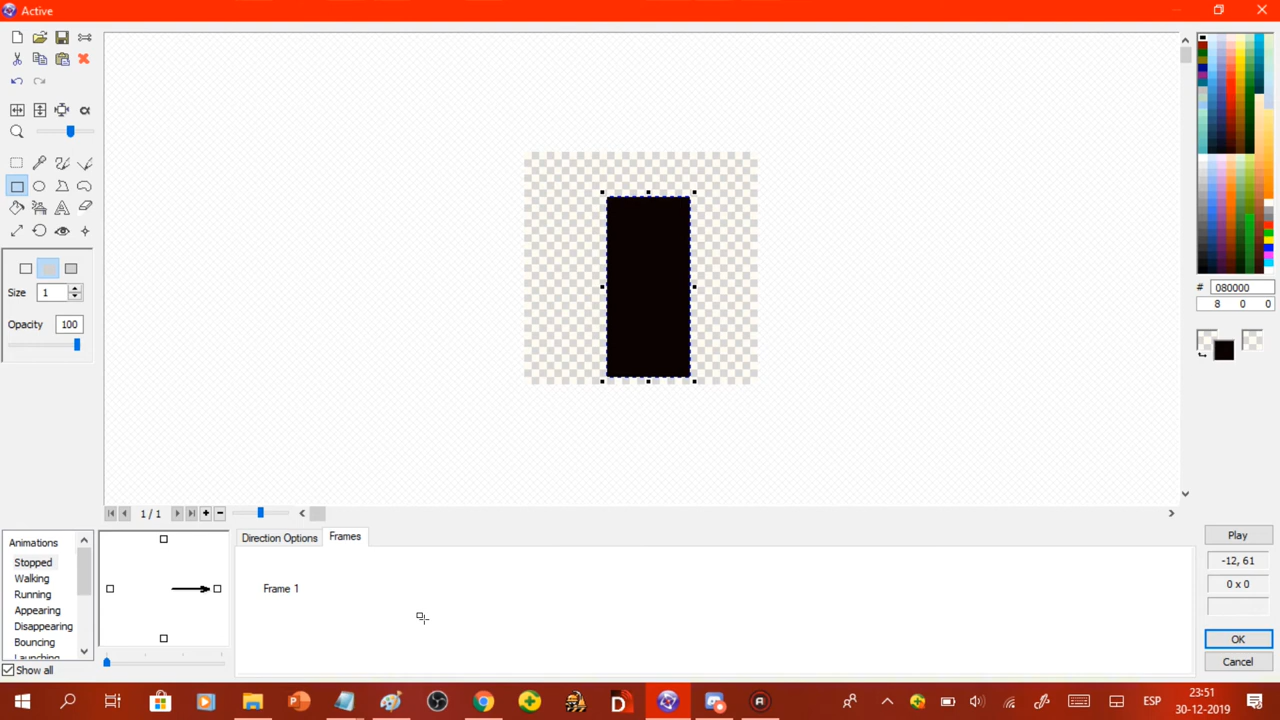 Active
Size 1
Opacity 100
# 080000
8 0 0
1 / 1
Animations
Stopped
Walking
Running
Appearing
Disappearing
Bouncing
Launching
Show all
Direction Options Frames
Frame 1
Play
-12, 61
0 x 0
OK
Cancel
ESP
23:51
30-12-2019